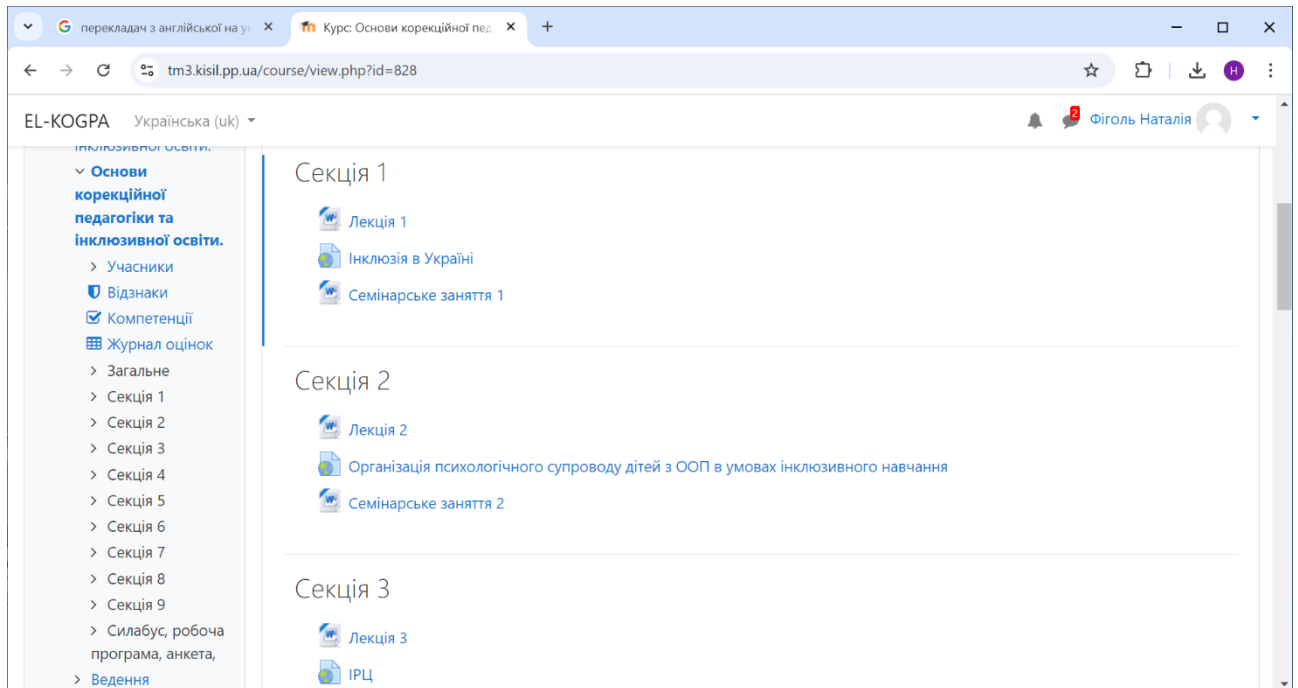 перекладач з англійської на ук
Курс: Основи корекційної пед
tm3.kisil.pp.ua/course/view.php?id=828
H
EL-KOGPA Українська (uk)
2 Фіголь Наталія
інклюзивної освіти.
Основи
корекційної
педагогіки та
інклюзивної освіти.
Учасники
Відзнаки
Компетенції
Журнал оцінок
Загальне
Секція 1
Секція 2
Секція 3
Секція 4
Секція 5
Секція 6
Секція 7
Секція 8
Секція 9
Силабус, робоча
програма, анкета,
Ведення
Секція 1
Лекція 1
Інклюзія в Україні
Семінарське заняття 1
Секція 2
Лекція 2
Організація психологічного супроводу дітей з ООП в умовах інклюзивного навчання
Семінарське заняття 2
Секція 3
Лекція 3
ІРЦ